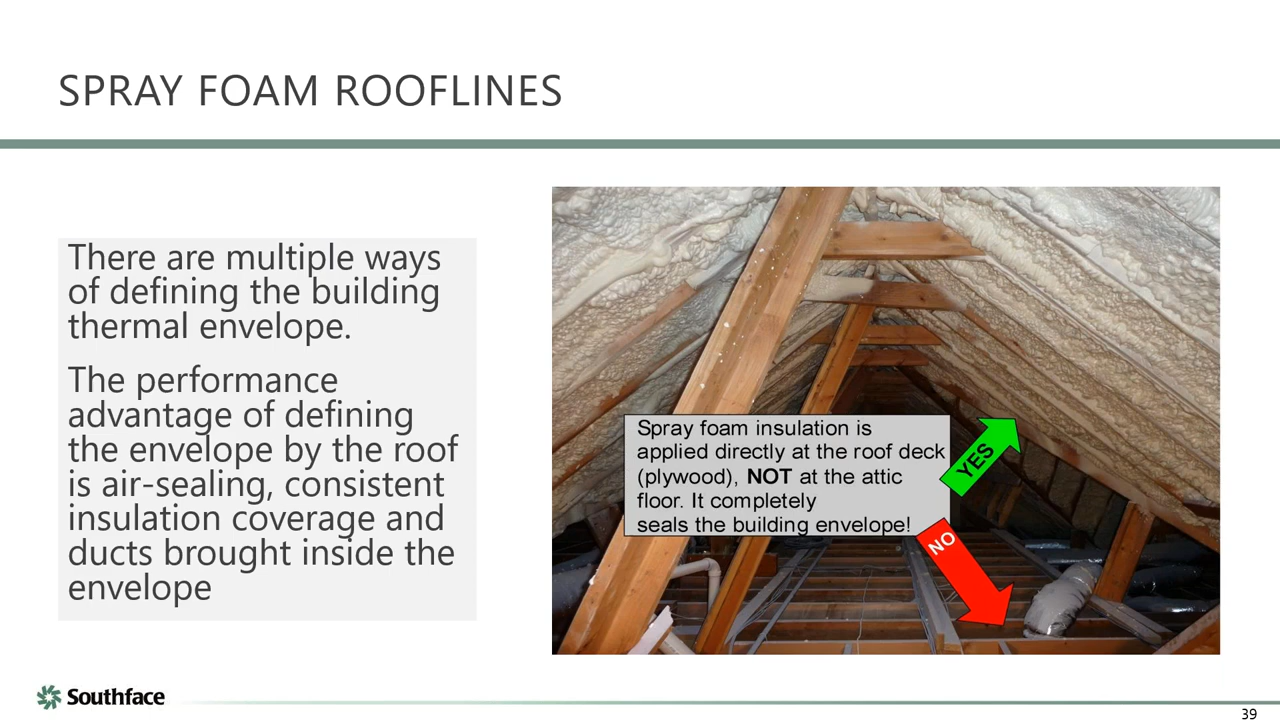 SPRAY FOAM ROOFLINES
There are multiple ways
of defining the building
thermal envelope.
The performance
advantage of defining
the envelope by the roof
is air-sealing, consistent
insulation coverage and
ducts brought inside the
envelope
Spray foam insulation is
applied directly at the roof deck
(plywood), NOT at the attic
floor. It completely
seals the building envelope!
YES
NO
Southface
39